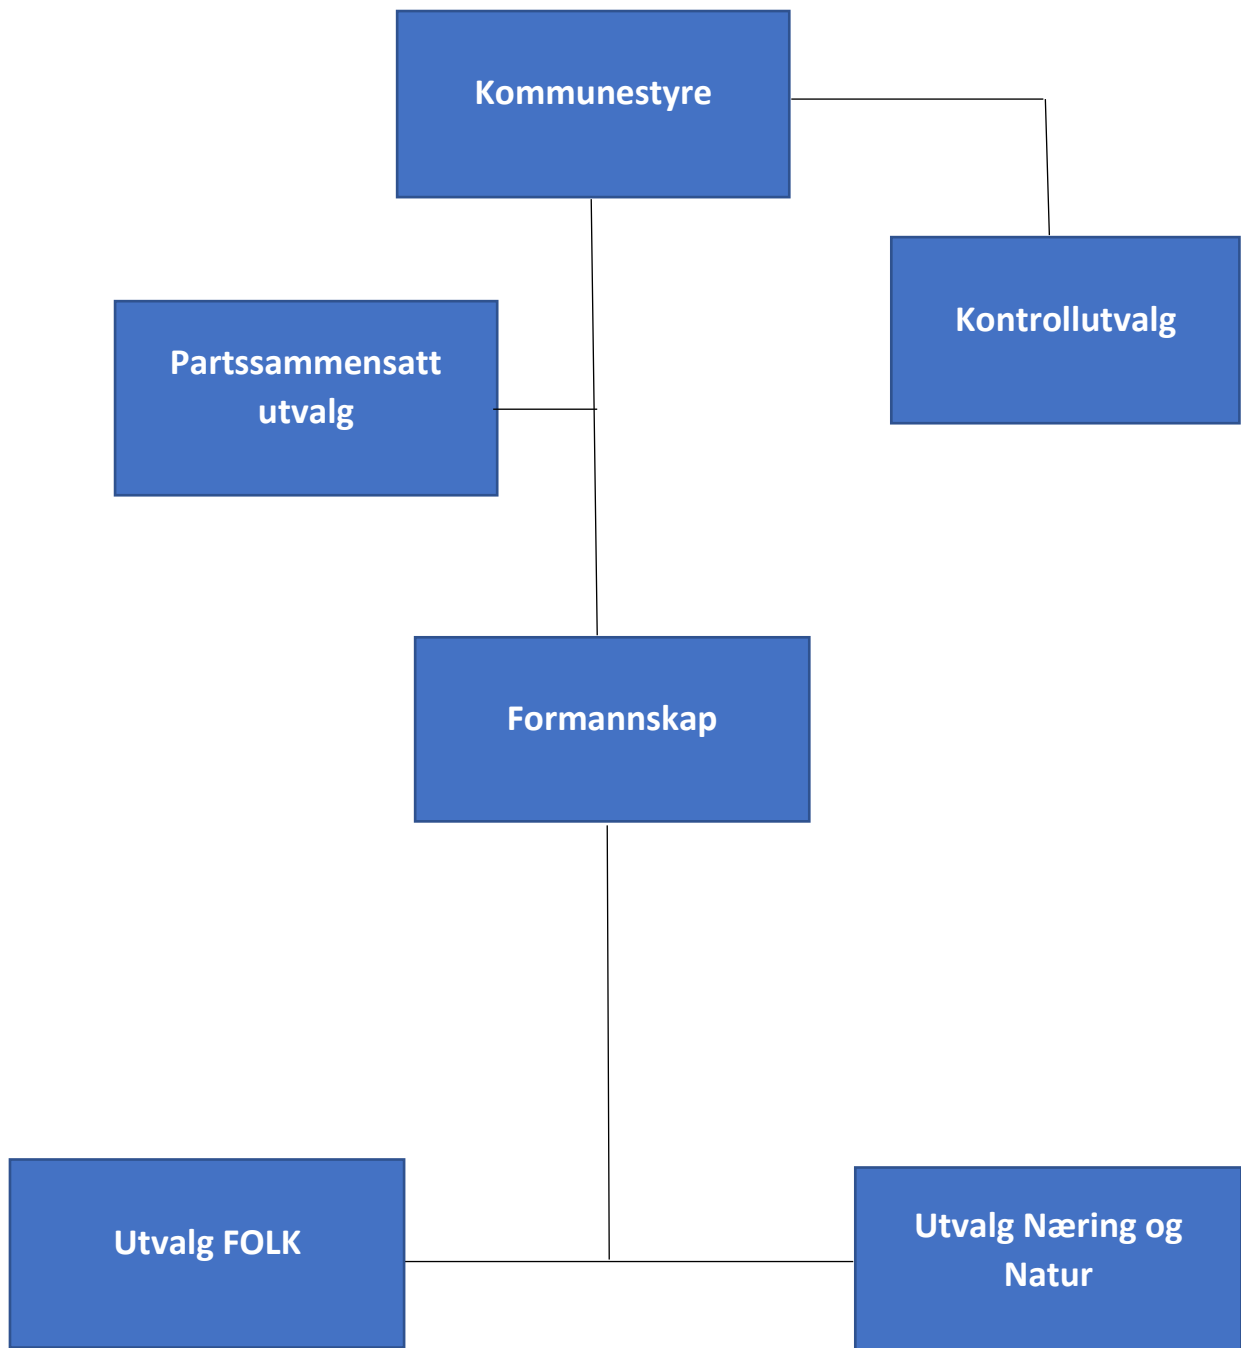 Kommunestyre
Kontrollutvalg
Partssammensatt
utvalg
Formannskap
Utvalg FOLK
Utvalg Næring og
Natur